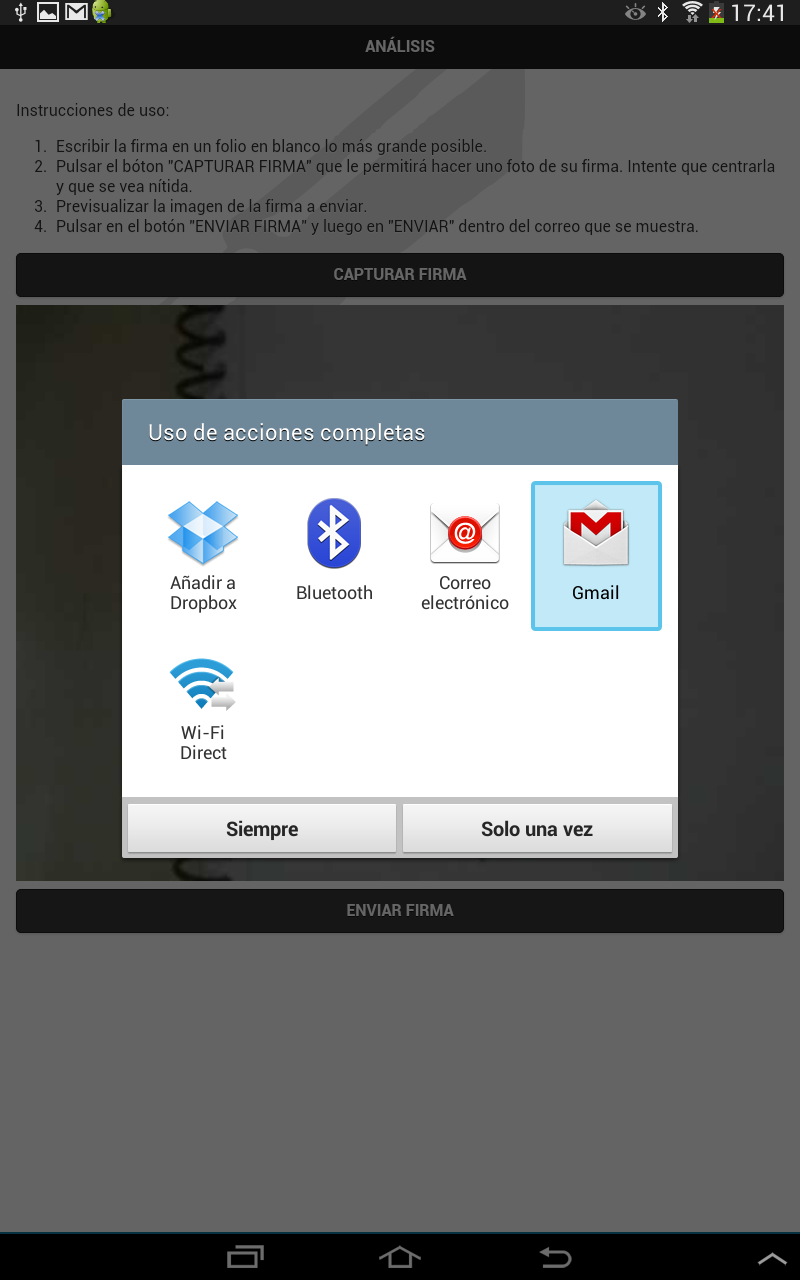 17:41
ANÁLISIS
Instrucciones de uso:
1. Escribir la firma en un folio en blanco lo más grande posible.
2. Pulsar el bóton "CAPTURAR FIRMA" que le permitirá hacer uno foto de su firma. Intente que centrarla
y que se vea nítida.
3. Previsualizar la imagen de la firma a enviar.
4. Pulsar en el botón "ENVIAR FIRMA" y luego en "ENVIAR" dentro del correo que se muestra.
CAPTURAR FIRMA
Uso de acciones completas
Añadir a
Dropbox
Bluetooth
Correo
electrónico
Gmail
Wi-Fi
Direct
Siempre
Solo una vez
ENVIAR FIRMA